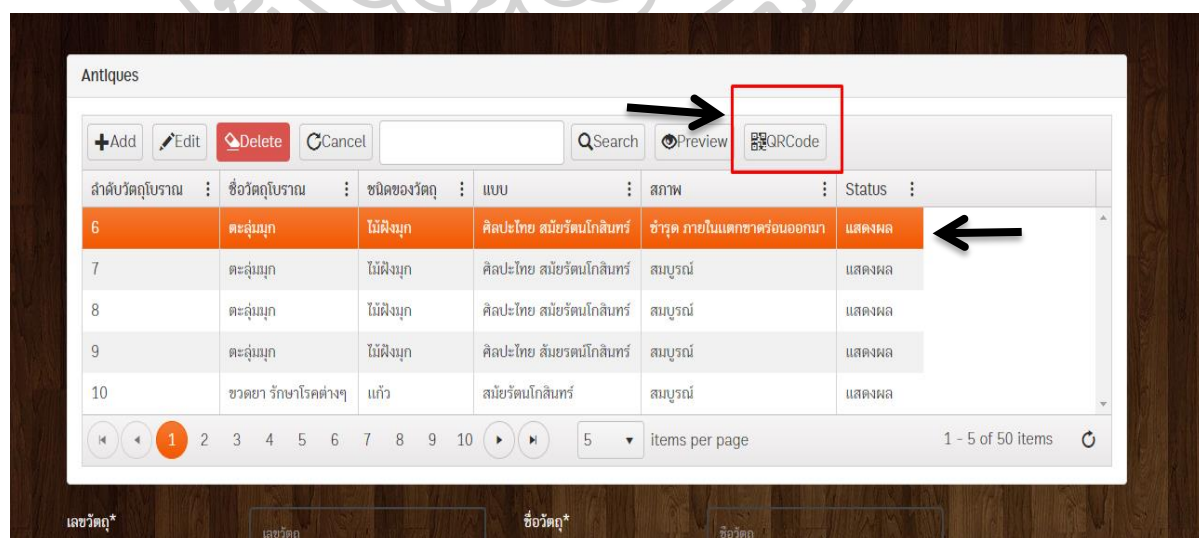 Antiques
Add Edit Delete Cancel Search Preview QRCode
ลำดับวัตถุโบราณ ชื่อวัตถุโบราณ ชนิดของวัตถุ แบบ สภาพ Status
6 ตะลุ่มมุก ไม้ฝังมุก ศิลปะไทย สมัยรัตนโกสินทร์ ชำรุด ภายในแตกชาดร่อนออกมา แสดงผล
7 ตะลุ่มมุก ไม้ฝังมุก ศิลปะไทย สมัยรัตนโกสินทร์ สมบูรณ์ แสดงผล
8 ตะลุ่มมุก ไม้ฝังมุก ศิลปะไทย สมัยรัตนโกสินทร์ สมบูรณ์ แสดงผล
9 ตะลุ่มมุก ไม้ฝังมุก ศิลปะไทย สัมยรตน์โกสินทร์ สมบูรณ์ แสดงผล
10 ขวดยา รักษาโรคต่างๆ แก้ว สมัยรัตนโกสินทร์ สมบูรณ์ แสดงผล
1 2 3 4 5 6 7 8 9 10 5 items per page 1 - 5 of 50 items
เลขวัตถุ* เลขวัตถุ ชื่อวัตถุ* ชื่อวัตถุ